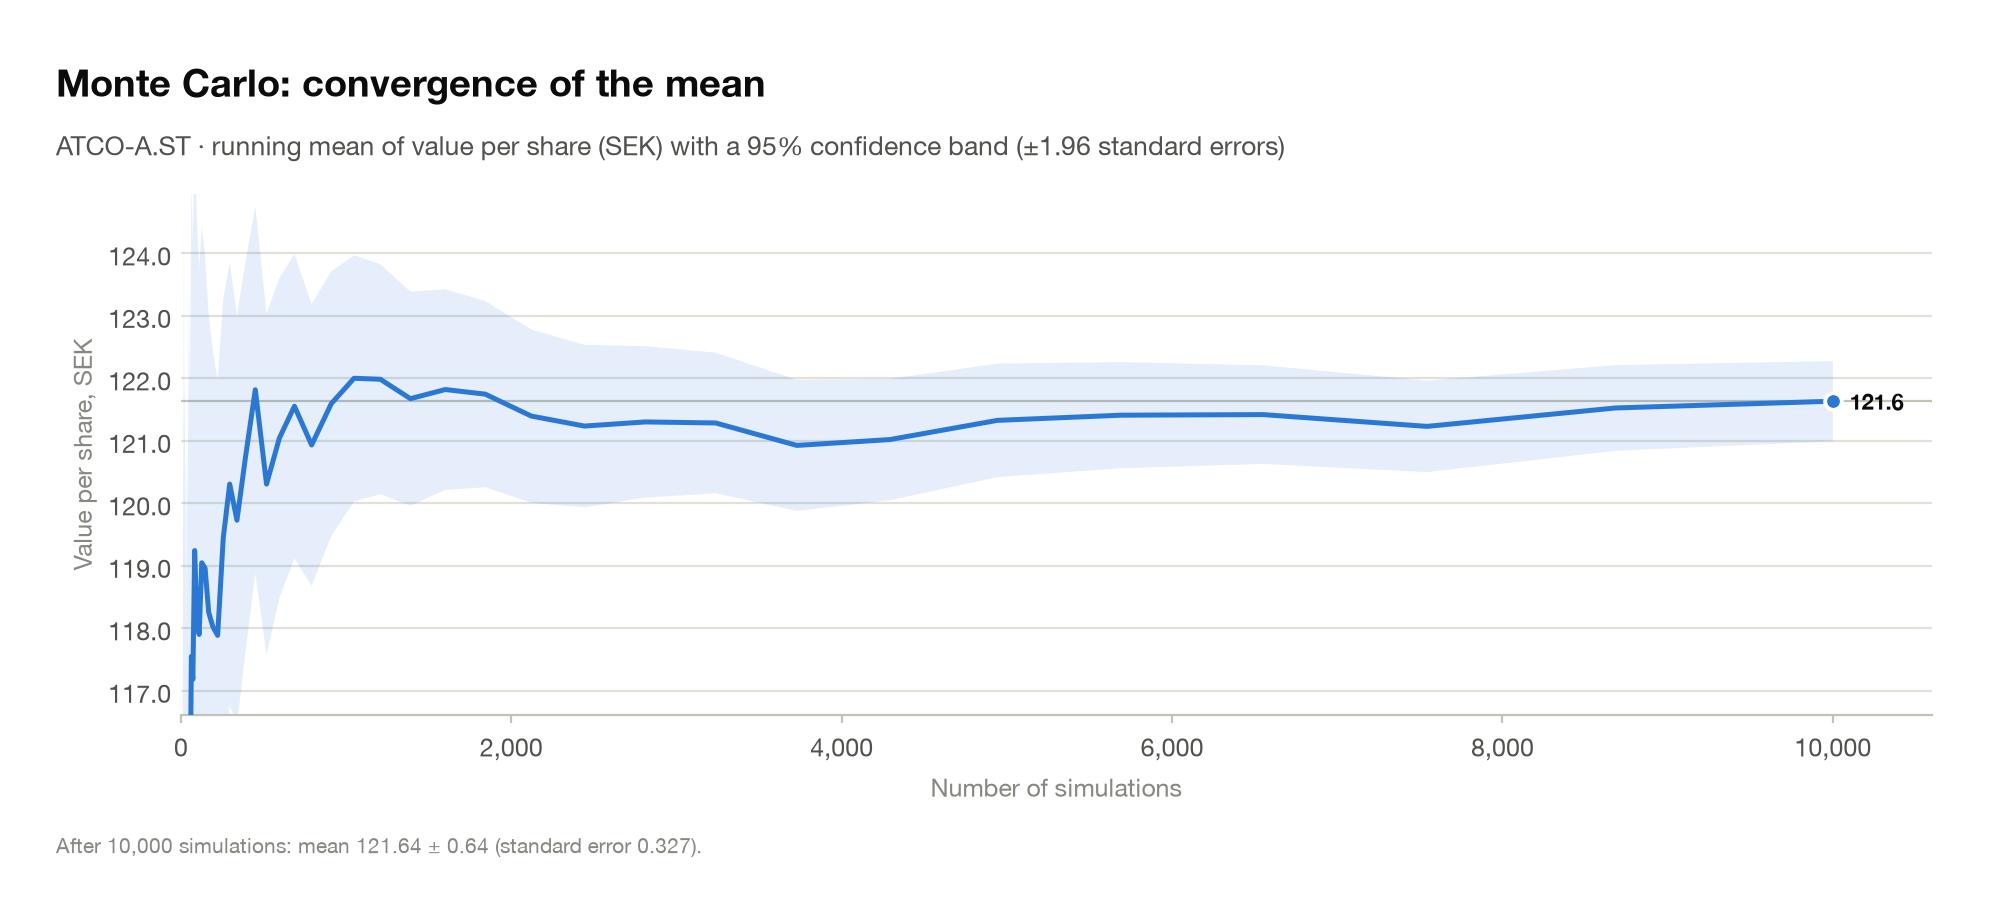 Monte Carlo: convergence of the mean
ATCO-A.ST · running mean of value per share (SEK) with a 95% confidence band (±1.96 standard errors)
124.0
123.0
122.0
121.0
120.0
119.0
118.0
117.0
Value per share, SEK
121.6
0 2,000 4,000 6,000 8,000 10,000
Number of simulations
After 10,000 simulations: mean 121.64 ± 0.64 (standard error 0.327).